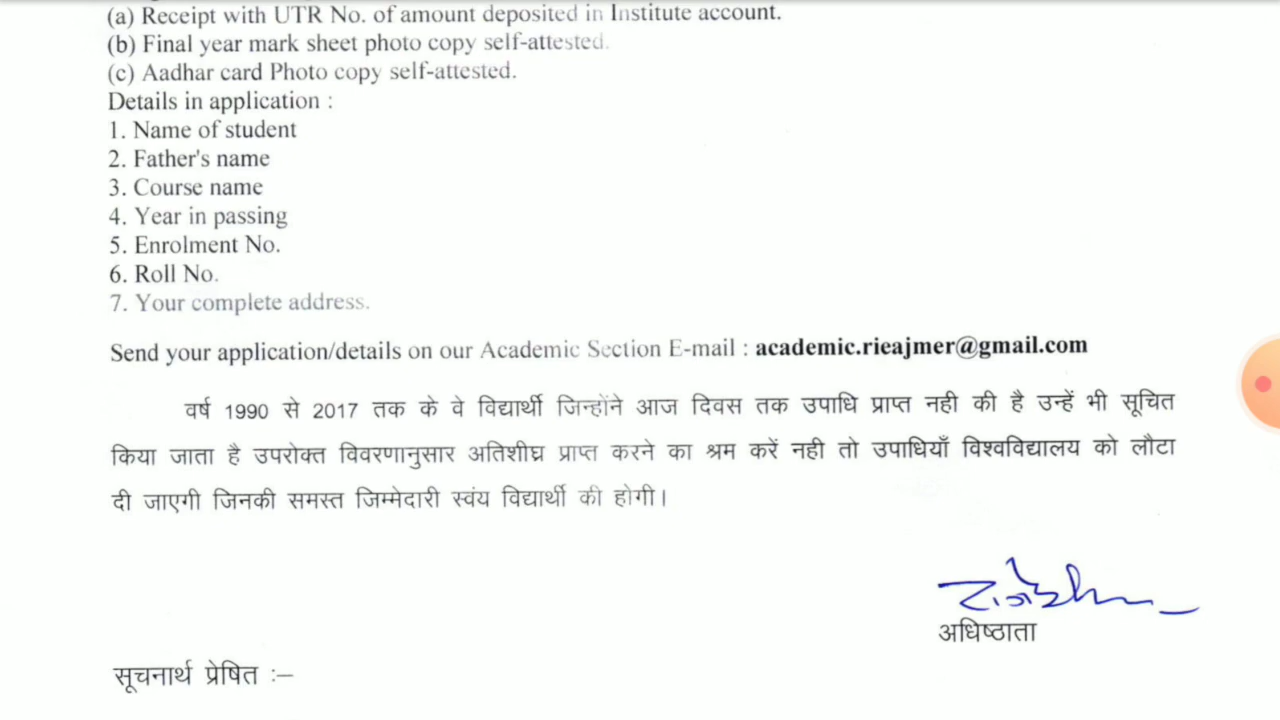 (a) Receipt with UTR No. of amount deposited in Institute account.
(b) Final year mark sheet photo copy self-attested.
(c) Aadhar card Photo copy self-attested.
Details in application :
1. Name of student
2. Father's name
3. Course name
4. Year in passing
5. Enrolment No.
6. Roll No.
7. Your complete address.
Send your application/details on our Academic Section E-mail : academic.rieajmer@gmail.com
वर्ष 1990 से 2017 तक के वे विद्यार्थी जिन्होंने आज दिवस तक उपाधि प्राप्त नही की है उन्हें भी सूचित
किया जाता है उपरोक्त विवरणानुसार अतिशीघ्र प्राप्त करने का श्रम करें नही तो उपाधियाँ विश्वविद्यालय को लौटा
दी जाएगी जिनकी समस्त जिम्मेदारी स्वंय विद्यार्थी की होगी।
अधिष्ठाता
सूचनार्थ प्रेषित :–